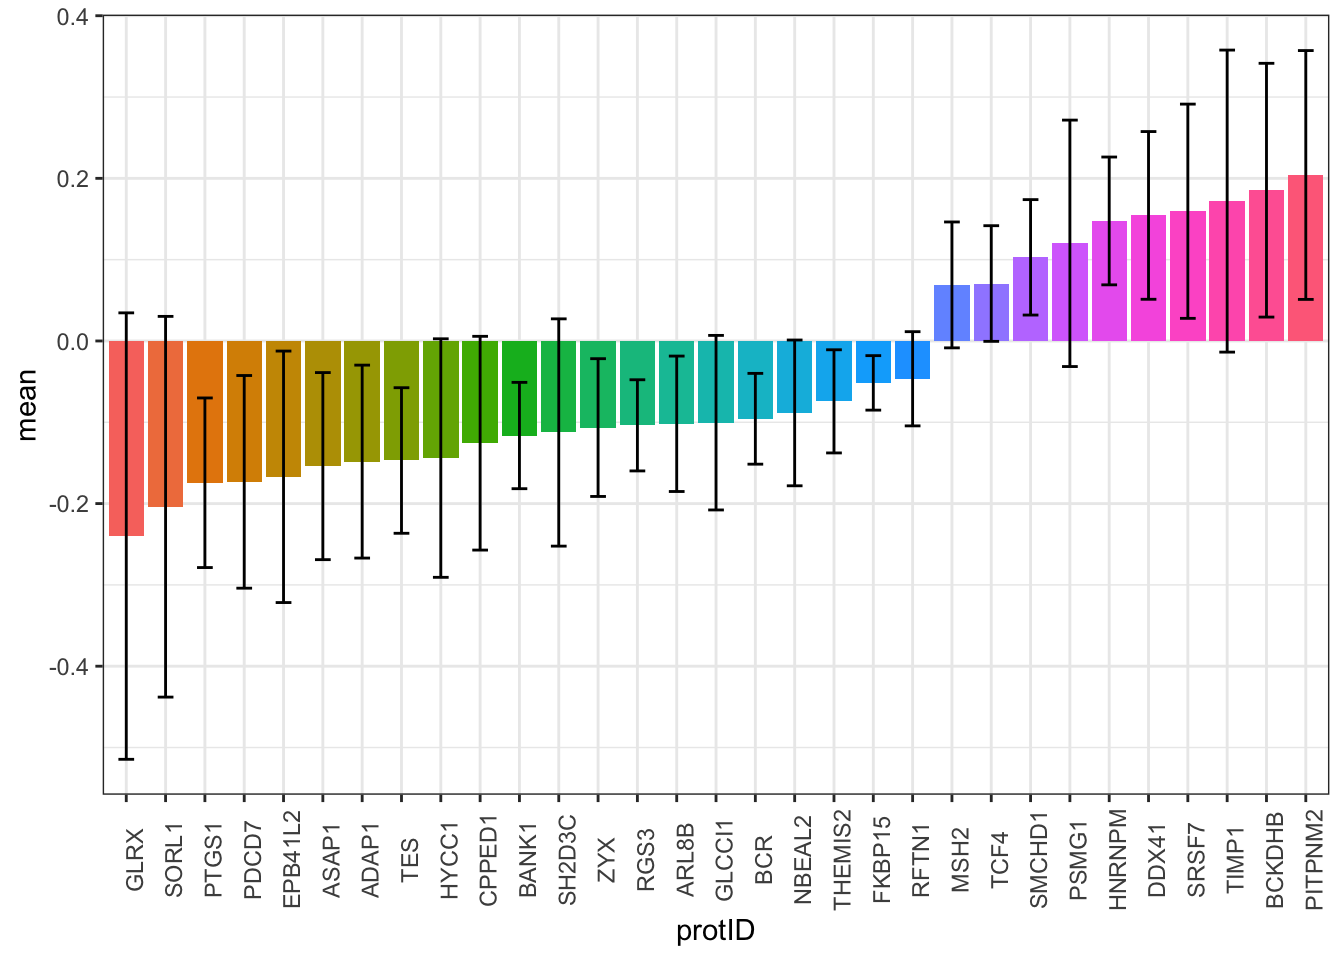 0.4
0.2
0.0
-0.2
-0.4
mean
GLRX
SORL1
PTGS1
PDCD7
EPB41L2
ASAP1
ADAP1
TES
HYCC1
CPPED1
BANK1
SH2D3C
ZYX
RGS3
ARL8B
GLCCI1
BCR
NBEAL2
THEMIS2
FKBP15
RFTN1
MSH2
TCF4
SMCHD1
PSMG1
HNRNPM
DDX41
SRSF7
TIMP1
BCKDHB
PITPNM2
protID